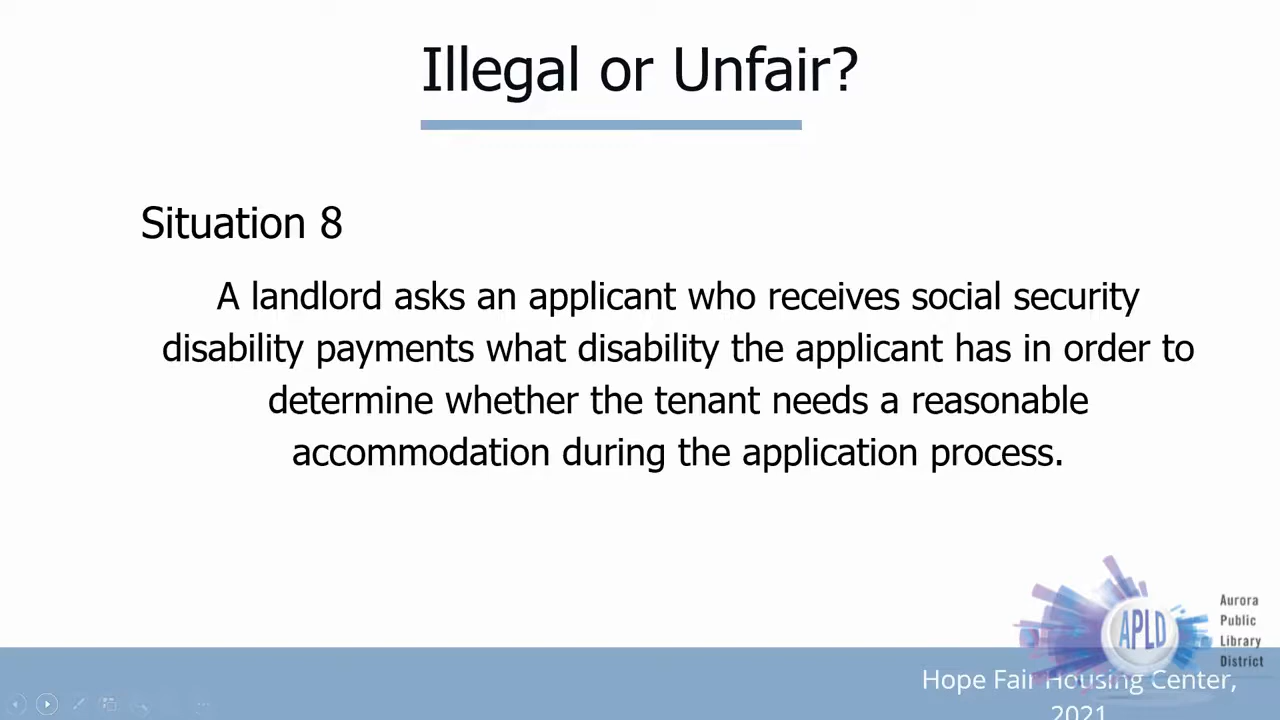 Illegal or Unfair?
Situation 8
A landlord asks an applicant who receives social security
disability payments what disability the applicant has in order to
determine whether the tenant needs a reasonable
accommodation during the application process.
APLD
Aurora
Public
Library
District
Hope Fair Housing Center,
2021